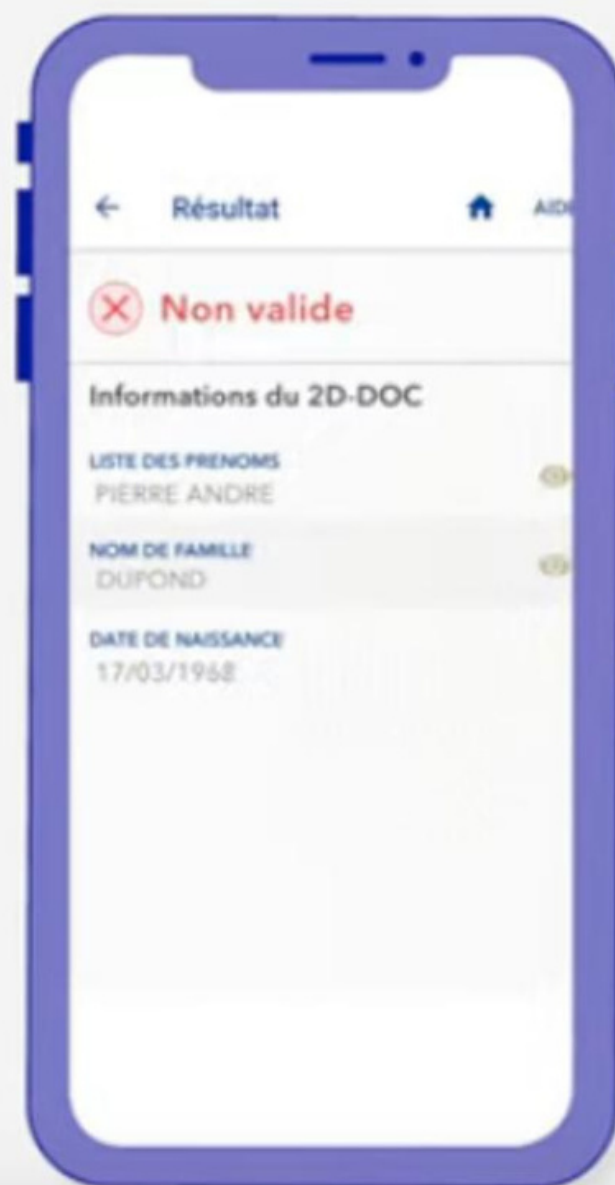 Résultat
AIDE
Non valide
Informations du 2D-DOC
LISTE DES PRENOMS
PIERRE ANDRE
NOM DE FAMILLE
DUPOND
DATE DE NAISSANCE
17/03/1968